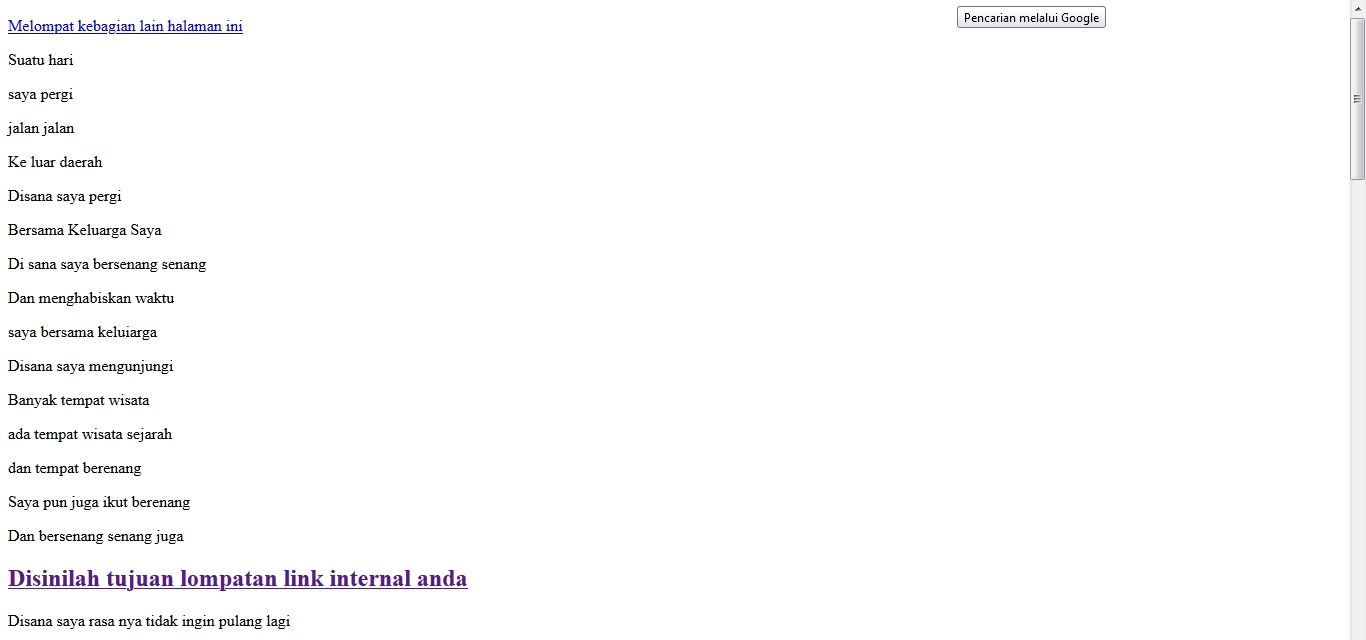 Melompat kebagian lain halaman ini
Pencarian melalui Google
Suatu hari
saya pergi
jalan jalan
Ke luar daerah
Disana saya pergi
Bersama Keluarga Saya
Di sana saya bersenang senang
Dan menghabiskan waktu
saya bersama keluiarga
Disana saya mengunjungi
Banyak tempat wisata
ada tempat wisata sejarah
dan tempat berenang
Saya pun juga ikut berenang
Dan bersenang senang juga
Disinilah tujuan lompatan link internal anda
Disana saya rasa nya tidak ingin pulang lagi